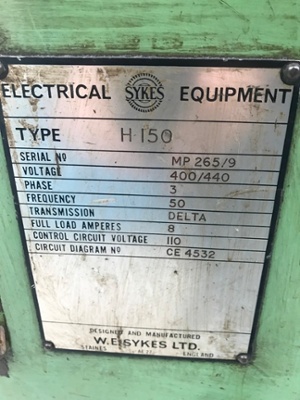 ELECTRICAL SYKES EQUIPMENT
TYPE H 150
SERIAL Nº MP 265/9
VOLTAGE 400/440
PHASE 3
FREQUENCY 50
TRANSMISSION DELTA
FULL LOAD AMPERES 8
CONTROL CIRCUIT VOLTAGE 110
CIRCUIT DIAGRAM Nº CE 4532
DESIGNED AND MANUFACTURED
W.E. SYKES LTD.
STAINES ENGLAND